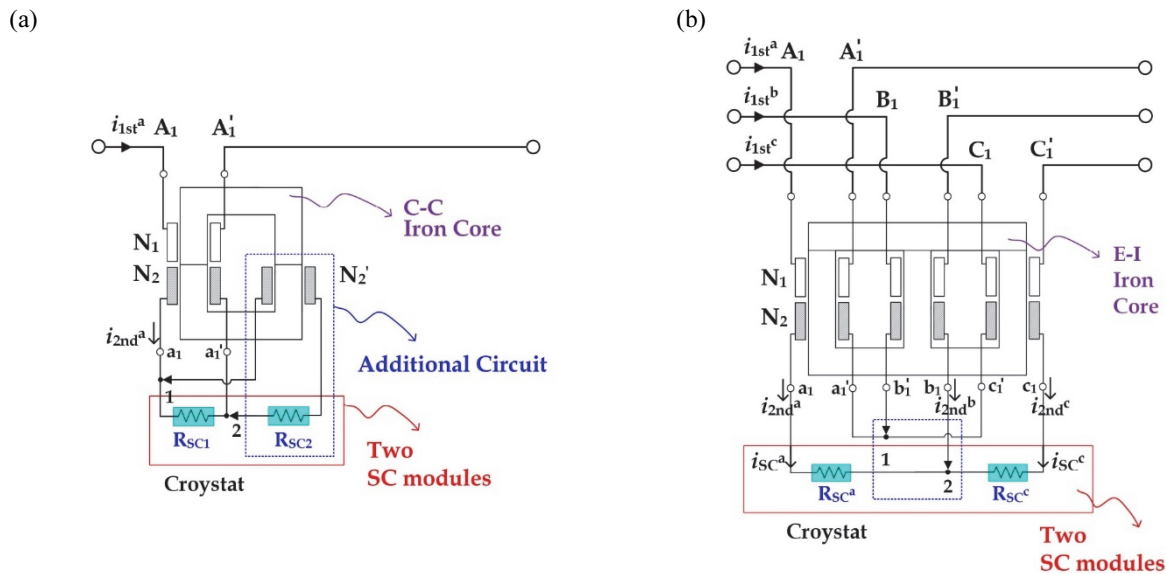 (a)
i1st^a A1 A1'
C-C
Iron Core
N1
N2 N2'
i2nd^a
a1 a1'
Additional Circuit
1
2
RSC1 RSC2
Two
SC modules
Croystat
(b)
i1st^a A1 A1'
i1st^b B1 B1'
i1st^c C1 C1'
N1
N2
E-I
Iron
Core
a1 a1' b1' b1 c1' c1
i2nd^a i2nd^b i2nd^c
1
iSC^a iSC^c
2
RSC^a RSC^c
Croystat
Two
SC modules